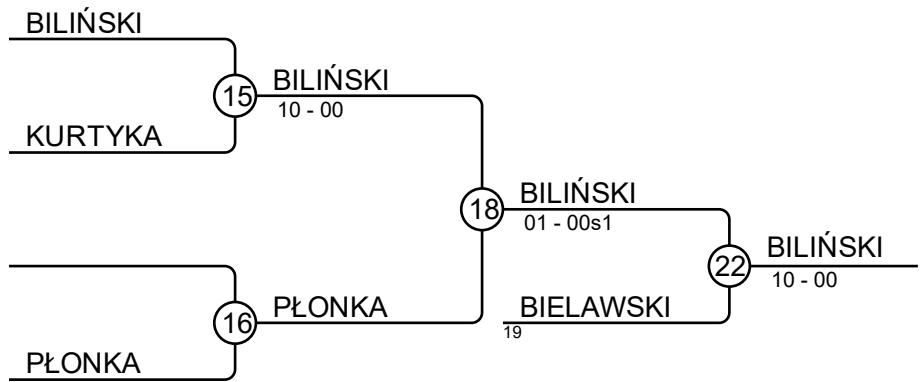 BILIŃSKI
15
BILIŃSKI
10 - 00
KURTYKA
18
BILIŃSKI
01 - 00s1
22
BILIŃSKI
10 - 00
16
PŁONKA
BIELAWSKI
19
PŁONKA